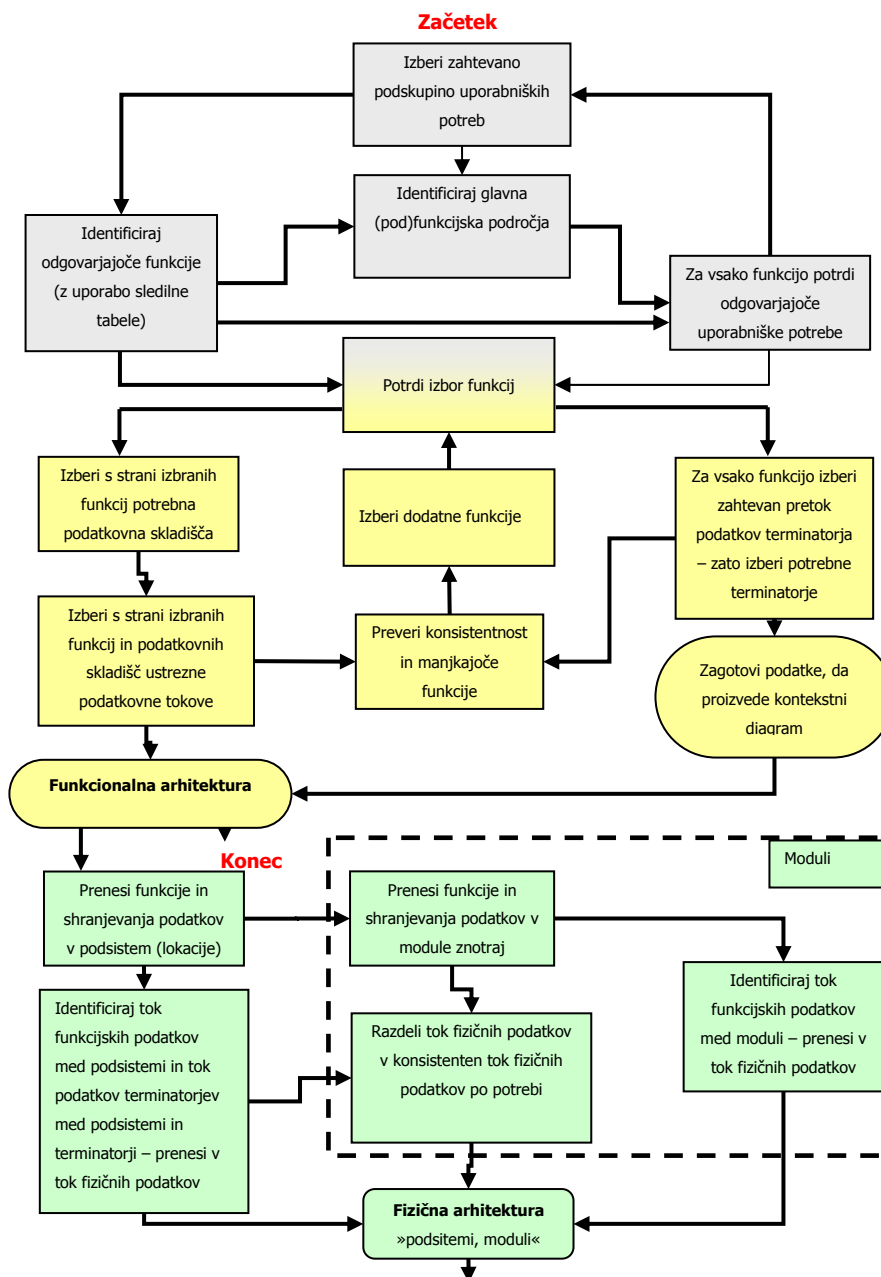 Začetek
Izberi zahtevano
podskupino uporabniških
potreb
Identificiraj glavna
(pod)funkcijska področja
Identificiraj
odgovarjajoče funkcije
(z uporabo sledilne
tabele)
Za vsako funkcijo potrdi
odgovarjajoče
uporabniške potrebe
Potrdi izbor funkcij
Izberi s strani izbranih
funkcij potrebna
podatkovna skladišča
Izberi dodatne funkcije
Za vsako funkcijo izberi
zahtevan pretok
podatkov terminatorja
– zato izberi potrebne
terminatorje
Izberi s strani izbranih
funkcij in podatkovnih
skladišč ustrezne
podatkovne tokove
Preveri konsistentnost
in manjkajoče
funkcije
Zagotovi podatke, da
proizvede kontekstni
diagram
Funkcionalna arhitektura
Konec
Moduli
Prenesi funkcije in
shranjevanja podatkov
v podsistem (lokacije)
Prenesi funkcije in
shranjevanja podatkov v
module znotraj
Identificiraj tok
funkcijskih podatkov
med moduli – prenesi v
tok fizičnih podatkov
Identificiraj tok
funkcijskih podatkov
med podsistemi in tok
podatkov terminatorjev
med podsistemi in
terminatorji – prenesi v
tok fizičnih podatkov
Razdeli tok fizičnih podatkov
v konsistenten tok fizičnih
podatkov po potrebi
Fizična arhitektura
»podsitemi, moduli«